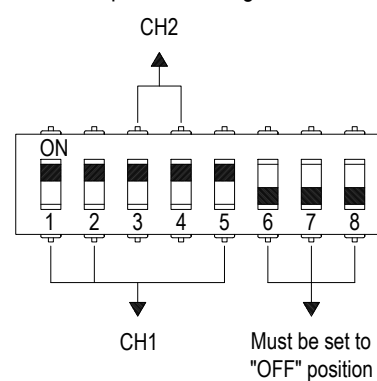 CH2
ON
1 2 3 4 5 6 7 8
CH1
Must be set to
"OFF" position